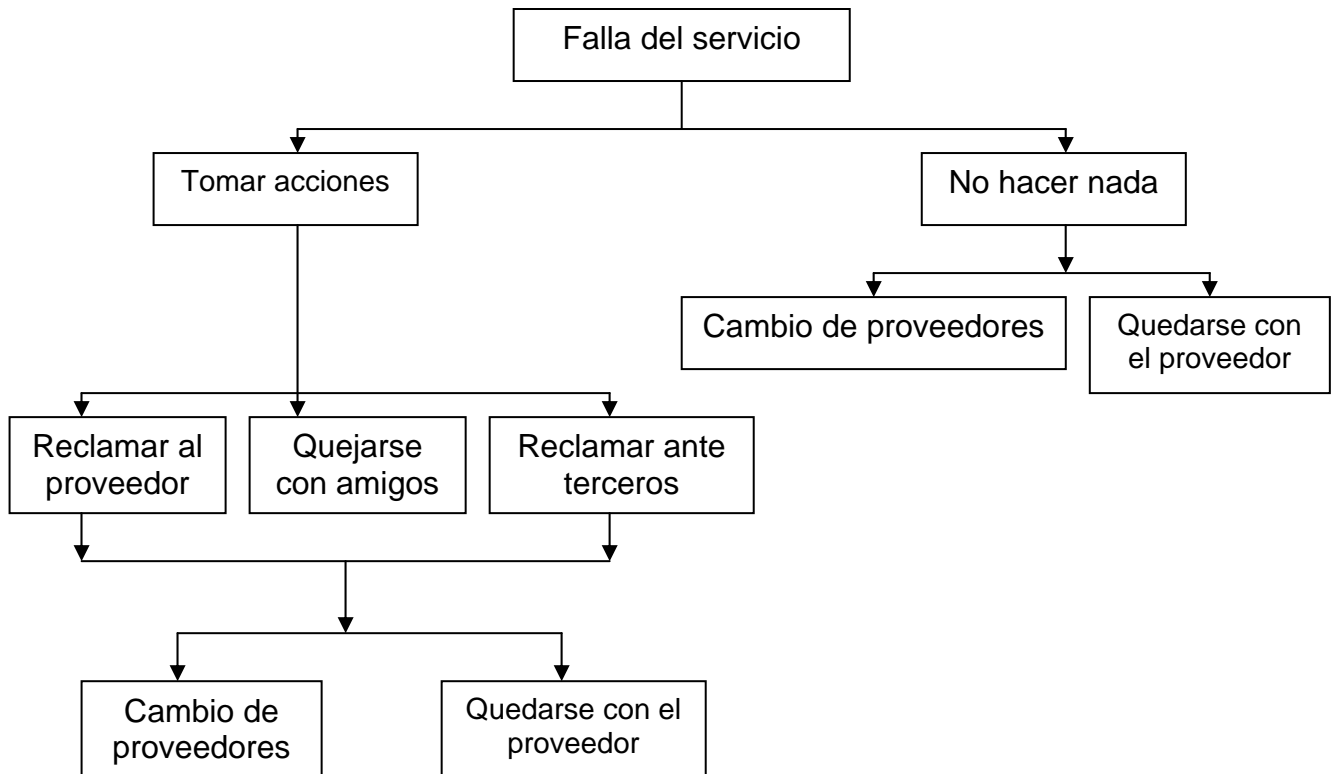 Falla del servicio
Tomar acciones
No hacer nada
Cambio de proveedores
Quedarse con
el proveedor
Reclamar al
proveedor
Quejarse
con amigos
Reclamar ante
terceros
Cambio de
proveedores
Quedarse con el
proveedor